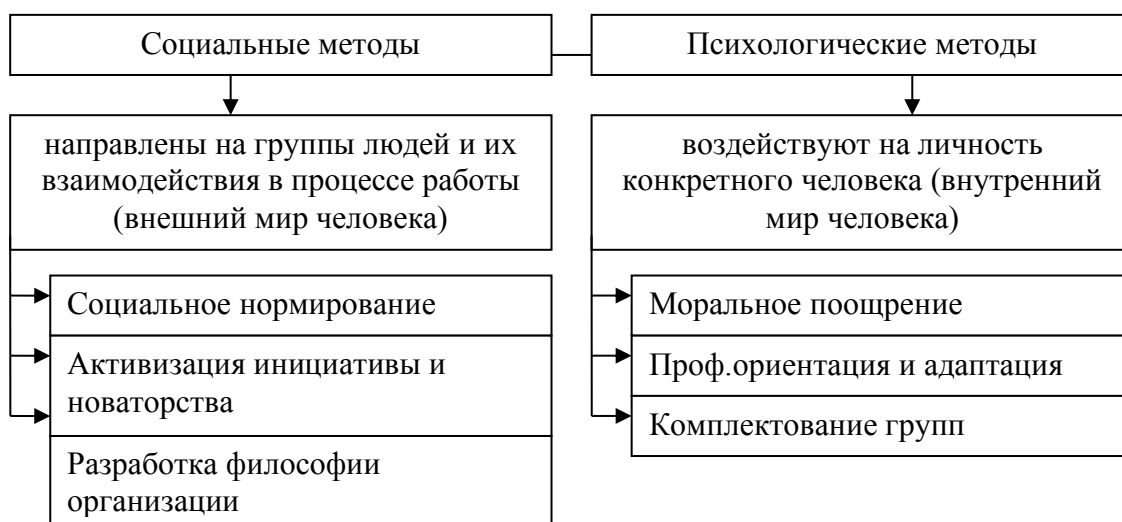 Социальные методы
Психологические методы
направлены на группы людей и их
взаимодействия в процессе работы
(внешний мир человека)
воздействуют на личность
конкретного человека (внутренний
мир человека)
Социальное нормирование
Активизация инициативы и
новаторства
Разработка философии
организации
Моральное поощрение
Проф.ориентация и адаптация
Комплектование групп